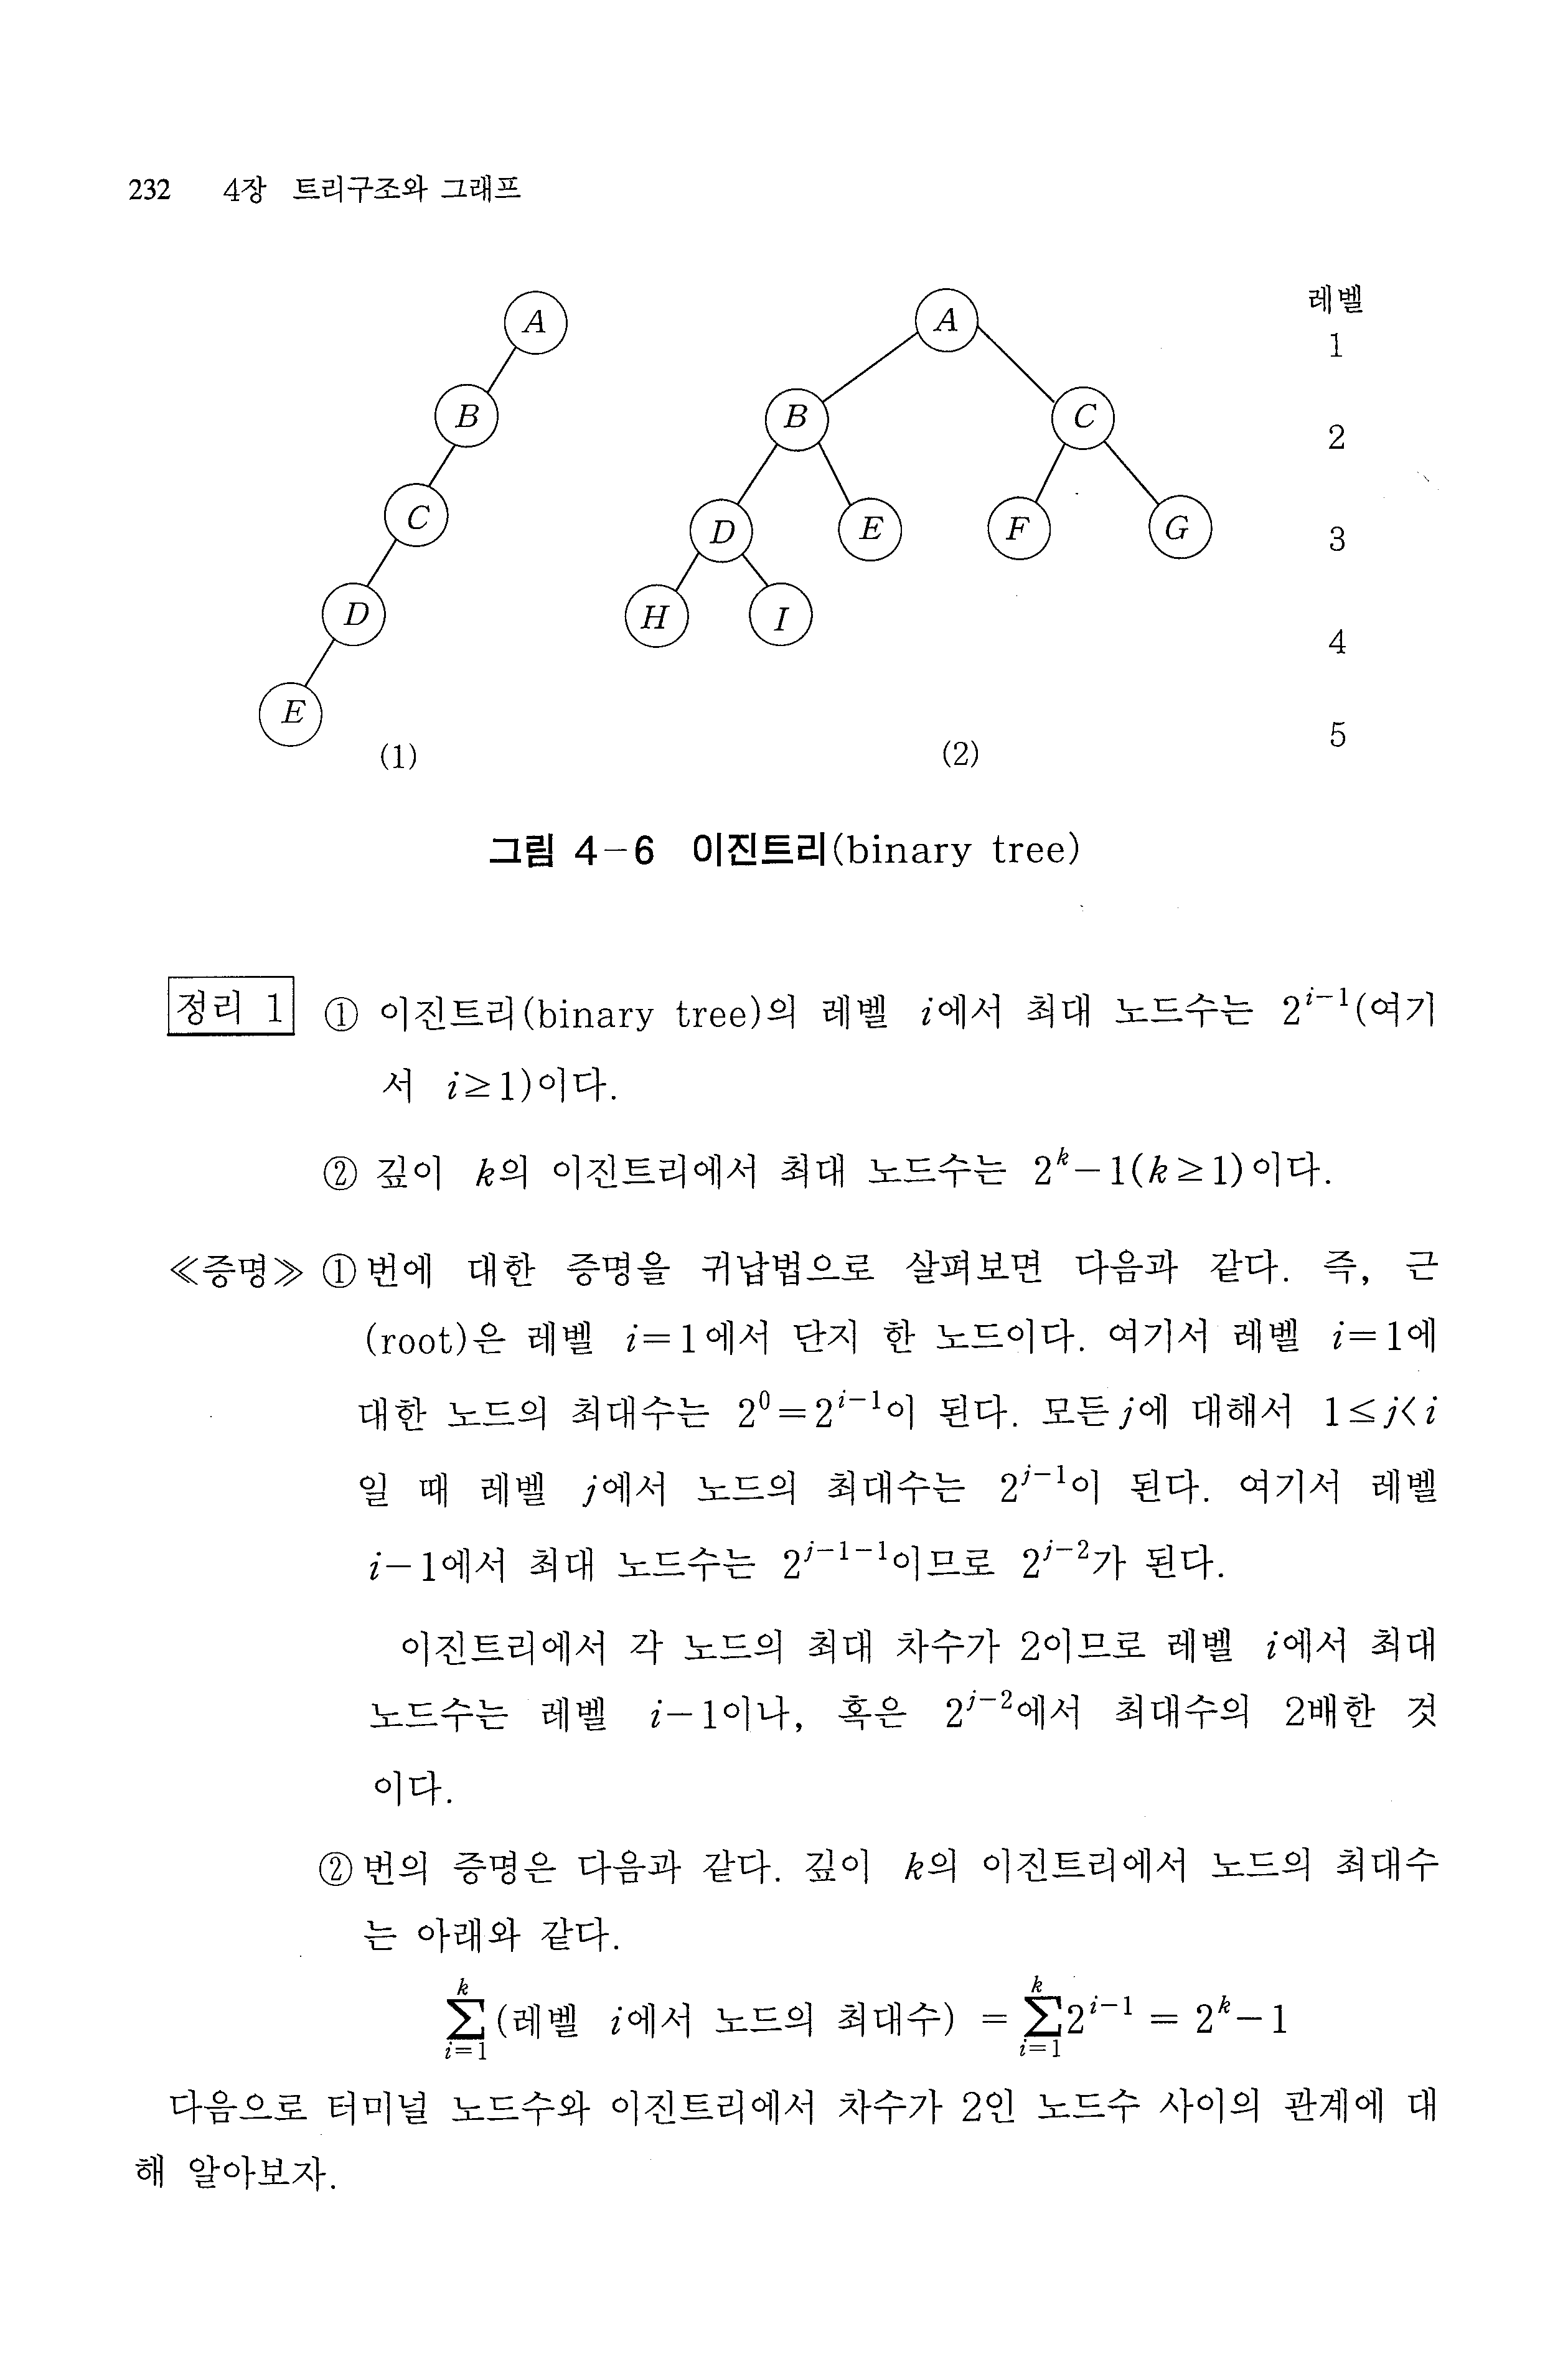 232 4장 트리구조와 그래프
레벨
A A 1
B B C 2
C D E F G 3
D H I 4
E 5
(1) (2)
그림 4-6 이진트리(binary tree)
정리 1 ① 이진트리(binary tree)의 레벨 i에서 최대 노드수는 2^{i-1}(여기
서 i≥1)이다.
② 깊이 k의 이진트리에서 최대 노드수는 2^k-1(k≥1)이다.
≪증명≫ ①번에 대한 증명을 귀납법으로 살펴보면 다음과 같다. 즉, 근
(root)은 레벨 i=1에서 단지 한 노드이다. 여기서 레벨 i=1에
대한 노드의 최대수는 2^0=2^{i-1}이 된다. 모든 j에 대해서 1≤j<i
일 때 레벨 j에서 노드의 최대수는 2^{j-1}이 된다. 여기서 레벨
i-1에서 최대 노드수는 2^{j-1-1}이므로 2^{j-2}가 된다.
이진트리에서 각 노드의 최대 차수가 2이므로 레벨 i에서 최대
노드수는 레벨 i-1이나, 혹은 2^{j-2}에서 최대수의 2배한 것
이다.
②번의 증명은 다음과 같다. 깊이 k의 이진트리에서 노드의 최대수
는 아래와 같다.
\sum_{i=1}^{k}(레벨 i에서 노드의 최대수) = \sum_{i=1}^{k}2^{i-1} = 2^k-1
다음으로 터미널 노드수와 이진트리에서 차수가 2인 노드수 사이의 관계에 대
해 알아보자.